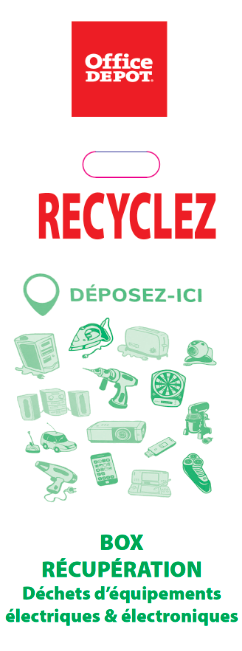 Office
DEPOT.
RECYCLEZ
DÉPOSEZ-ICI
BOX
RÉCUPÉRATION
Déchets d'équipements
électriques & électroniques